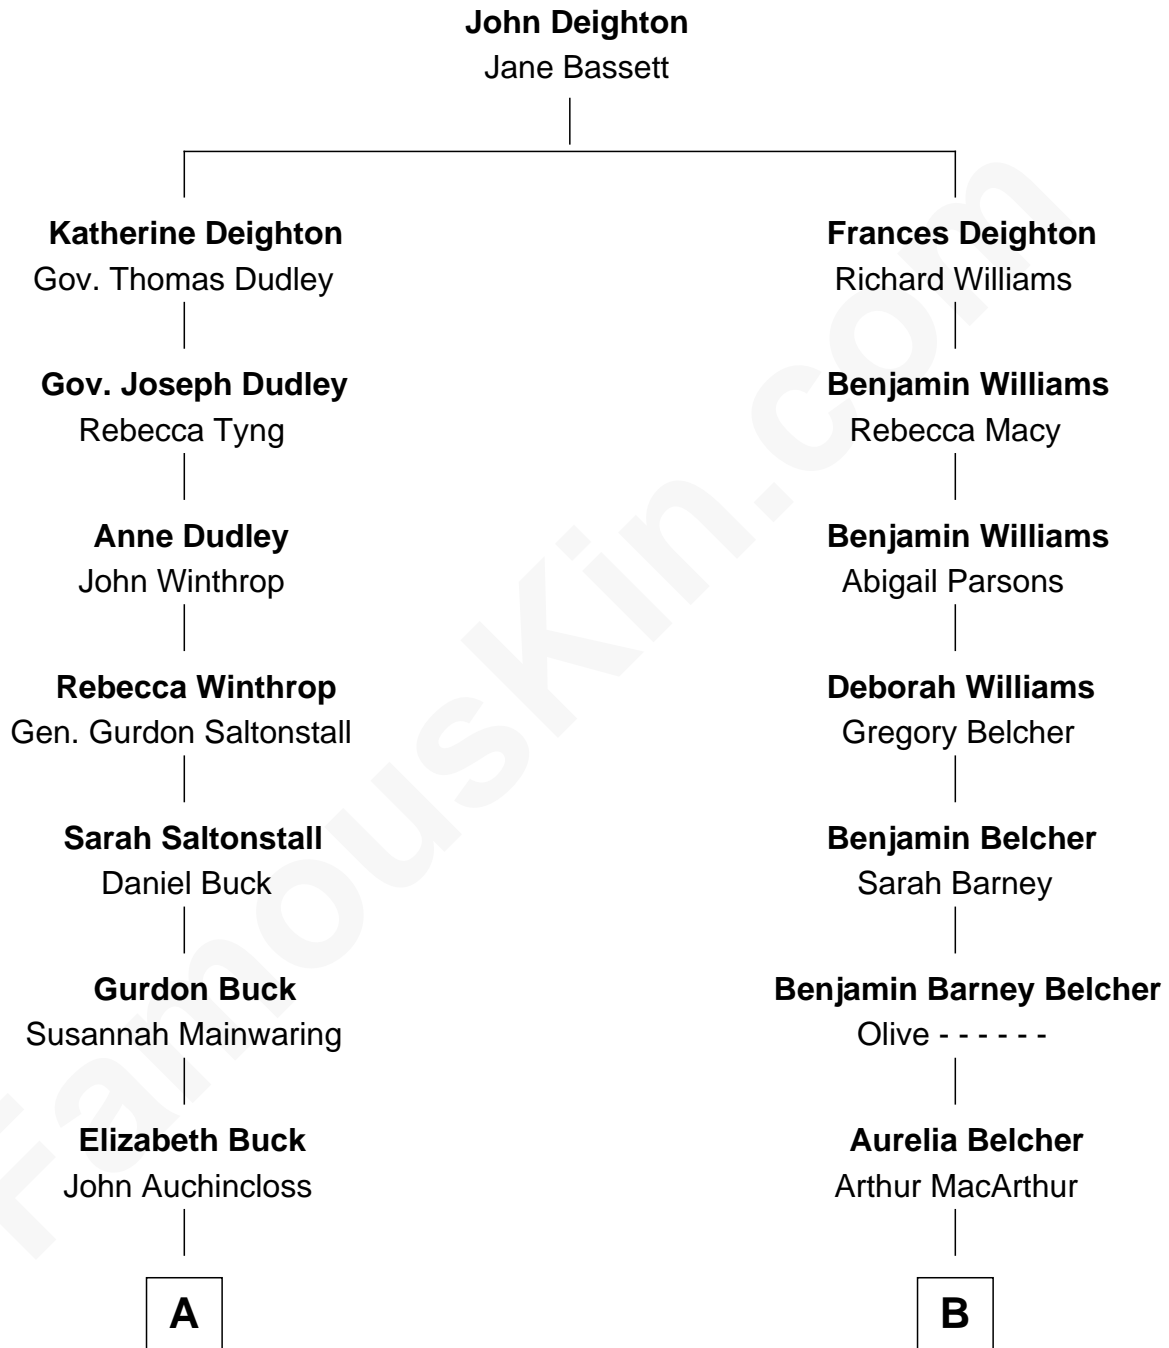 John Deighton
Jane Bassett
Katherine Deighton
Gov. Thomas Dudley
Frances Deighton
Richard Williams
Gov. Joseph Dudley
Rebecca Tyng
Benjamin Williams
Rebecca Macy
Anne Dudley
John Winthrop
Benjamin Williams
Abigail Parsons
Rebecca Winthrop
Gen. Gurdon Saltonstall
Deborah Williams
Gregory Belcher
Sarah Saltonstall
Daniel Buck
Benjamin Belcher
Sarah Barney
Gurdon Buck
Susannah Mainwaring
Benjamin Barney Belcher
Olive - - - - - -
Elizabeth Buck
John Auchincloss
Aurelia Belcher
Arthur MacArthur
A
B
FamousKin.com